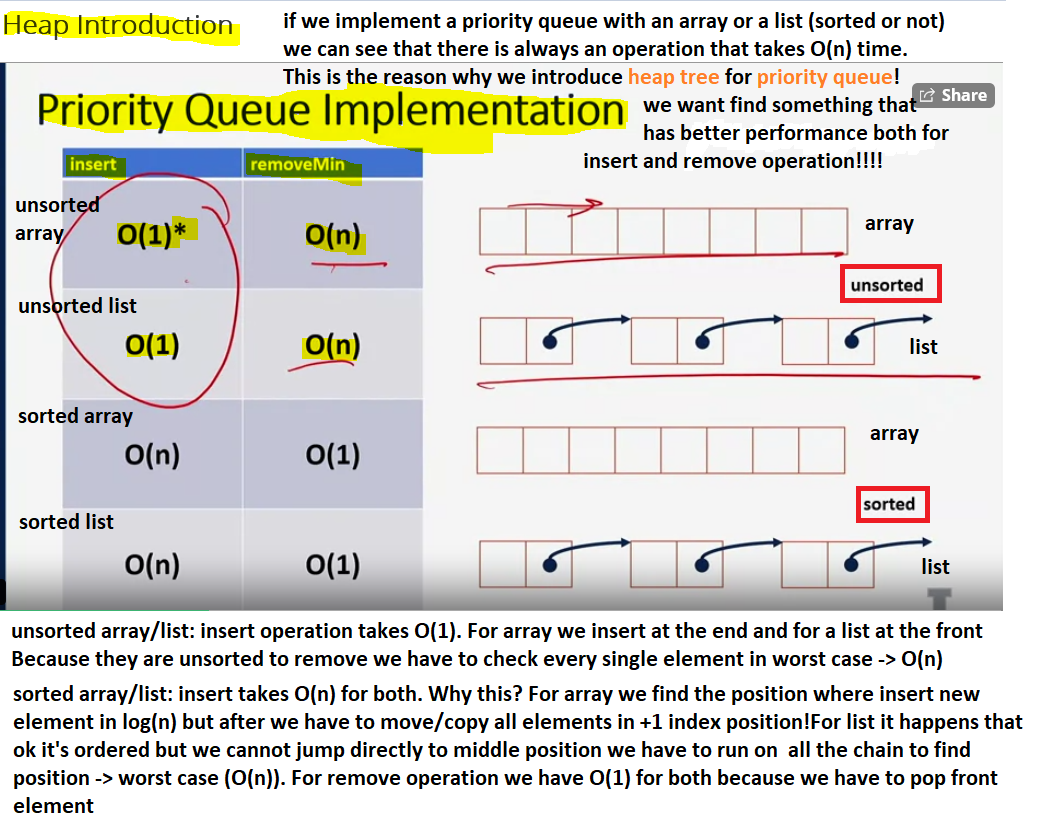 Heap Introduction
if we implement a priority queue with an array or a list (sorted or not)
we can see that there is always an operation that takes O(n) time.
This is the reason why we introduce heap tree for priority queue!
we want find something that
has better performance both for
insert and remove operation!!!!
Share
Priority Queue Implementation
insert removeMin
unsorted
array
O(1)* O(n)
array
unsorted
unsorted list
O(1) O(n)
list
sorted array
O(n) O(1)
array
sorted
sorted list
O(n) O(1)
list
unsorted array/list: insert operation takes O(1). For array we insert at the end and for a list at the front
Because they are unsorted to remove we have to check every single element in worst case -> O(n)
sorted array/list: insert takes O(n) for both. Why this? For array we find the position where insert new
element in log(n) but after we have to move/copy all elements in +1 index position!For list it happens that
ok it's ordered but we cannot jump directly to middle position we have to run on all the chain to find
position -> worst case (O(n)). For remove operation we have O(1) for both because we have to pop front
element